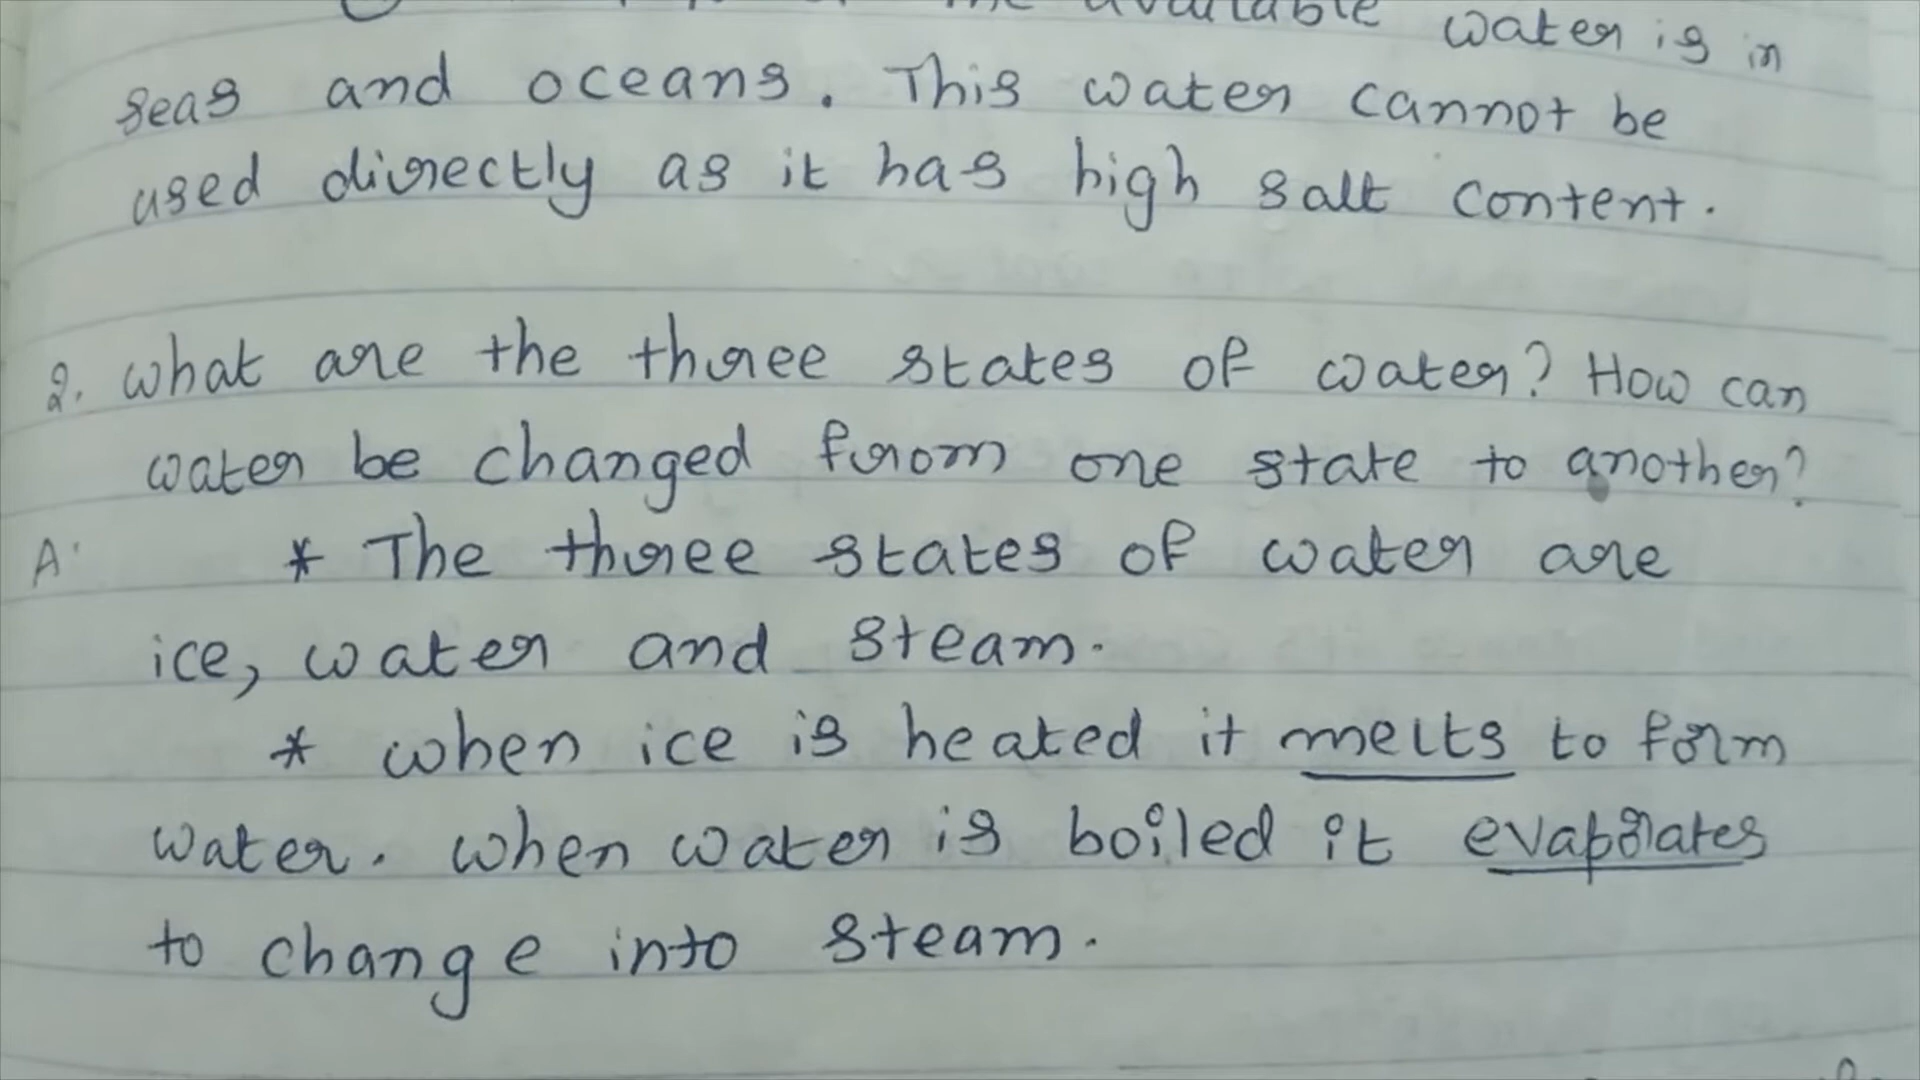 the available water is in
seas and oceans. This water cannot be
used directly as it has high salt content.
2. What are the three states of water? How can
water be changed from one state to another?
A. * The three states of water are
ice, water and steam.
* when ice is heated it melts to form
water. When water is boiled it evaporates
to change into steam.